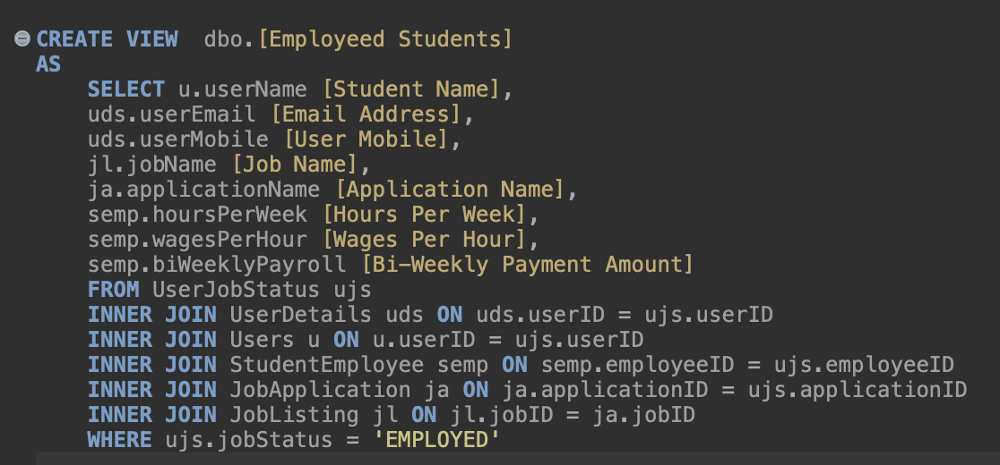 CREATE VIEW  dbo.[Employeed Students]
AS
    SELECT u.userName [Student Name],
    uds.userEmail [Email Address],
    uds.userMobile [User Mobile],
    jl.jobName [Job Name],
    ja.applicationName [Application Name],
    semp.hoursPerWeek [Hours Per Week],
    semp.wagesPerHour [Wages Per Hour],
    semp.biWeeklyPayroll [Bi-Weekly Payment Amount]
    FROM UserJobStatus ujs
    INNER JOIN UserDetails uds ON uds.userID = ujs.userID
    INNER JOIN Users u ON u.userID = ujs.userID
    INNER JOIN StudentEmployee semp ON semp.employeeID = ujs.employeeID
    INNER JOIN JobApplication ja ON ja.applicationID = ujs.applicationID
    INNER JOIN JobListing jl ON jl.jobID = ja.jobID
    WHERE ujs.jobStatus = 'EMPLOYED'